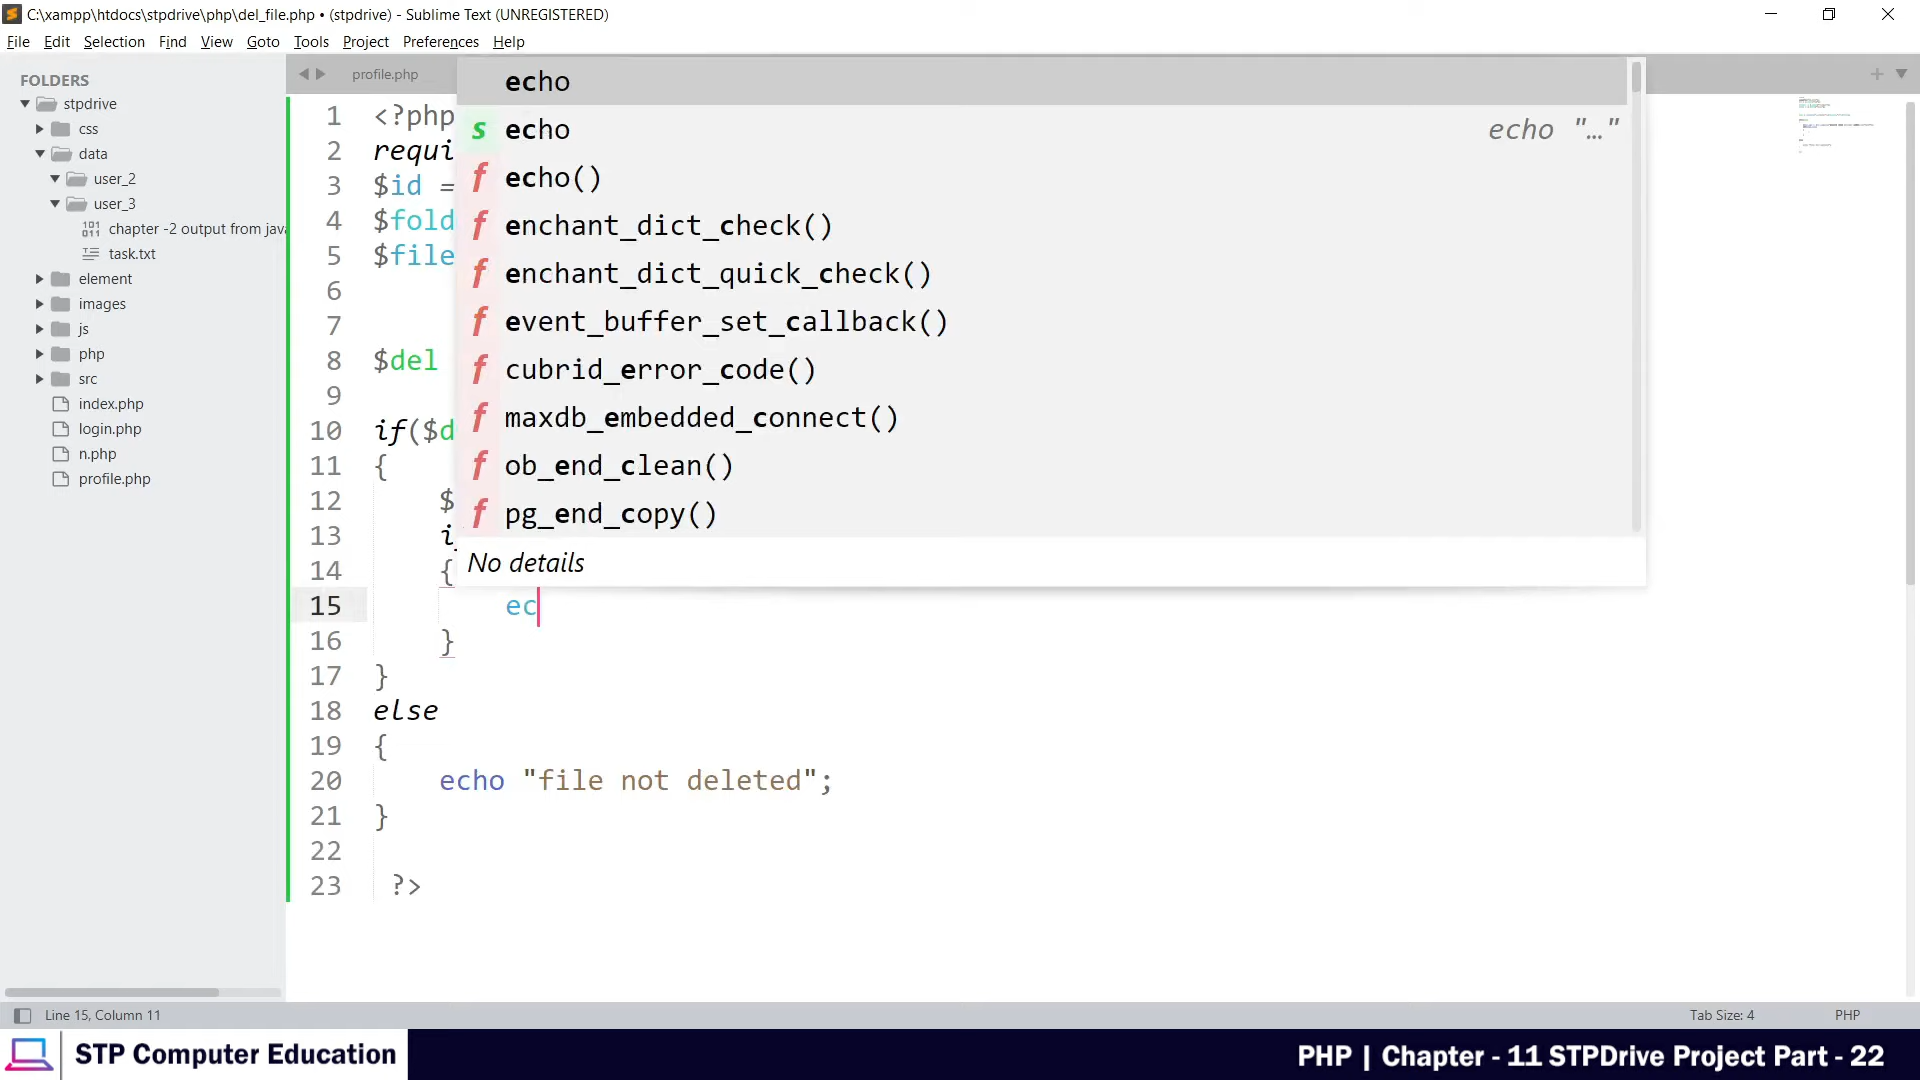 C:\xampp\htdocs\stpdrive\php\del_file.php • (stpdrive) - Sublime Text (UNREGISTERED)
File Edit Selection Find View Goto Tools Project Preferences Help
FOLDERS
stpdrive
css
data
user_2
user_3
chapter -2 output from java
task.txt
element
images
js
php
src
index.php
login.php
n.php
profile.php
profile.php
1 <?php
2 requi
3 $id =
4 $fold
5 $file
6
7
8 $del
9
10 if($d
11 {
12 $
13 i
14 {
15 ec
16 }
17 }
18 else
19 {
20 echo "file not deleted";
21 }
22
23 ?>
echo
s echo echo "…"
f echo()
f enchant_dict_check()
f enchant_dict_quick_check()
f event_buffer_set_callback()
f cubrid_error_code()
f maxdb_embedded_connect()
f ob_end_clean()
f pg_end_copy()
No details
Line 15, Column 11
Tab Size: 4
PHP
STP Computer Education
PHP | Chapter - 11 STPDrive Project Part - 22